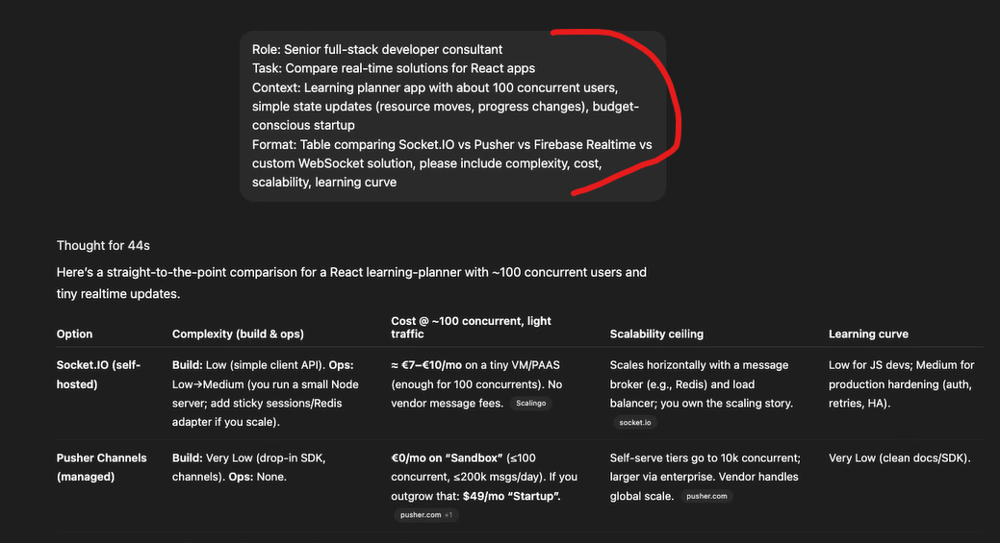 Role: Senior full-stack developer consultant
Task: Compare real-time solutions for React apps
Context: Learning planner app with about 100 concurrent users,
simple state updates (resource moves, progress changes), budget-
conscious startup
Format: Table comparing Socket.IO vs Pusher vs Firebase Realtime vs
custom WebSocket solution, please include complexity, cost,
scalability, learning curve
Thought for 44s
Here's a straight-to-the-point comparison for a React learning-planner with ~100 concurrent users and
tiny realtime updates.
Option
Complexity (build & ops)
Cost @ ~100 concurrent, light
traffic
Scalability ceiling
Learning curve
Socket.IO (self-
hosted)
Build: Low (simple client API). Ops:
Low→Medium (you run a small Node
server; add sticky sessions/Redis
adapter if you scale).
≈ €7–€10/mo on a tiny VM/PAAS
(enough for 100 concurrents). No
vendor message fees. Scalingo
Scales horizontally with a message
broker (e.g., Redis) and load
balancer; you own the scaling story.
socket.io
Low for JS devs; Medium for
production hardening (auth,
retries, HA).
Pusher Channels
(managed)
Build: Very Low (drop-in SDK,
channels). Ops: None.
€0/mo on “Sandbox” (≤100
concurrent, ≤200k msgs/day). If you
outgrow that: $49/mo “Startup”.
pusher.com +1
Self-serve tiers go to 10k concurrent;
larger via enterprise. Vendor handles
global scale. pusher.com
Very Low (clean docs/SDK).